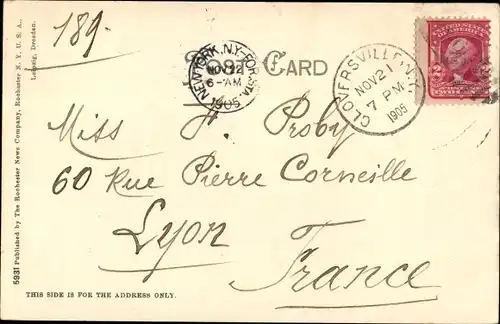 189.
POST CARD
NEW YORK, N.Y.
NOV 22
6-AM
1905
GLOVERSVILLE, N.Y.
NOV 21
7 PM
1905
Miss H. Proby
60 Rue Pierre Corneille
Lyon
France
THIS SIDE IS FOR THE ADDRESS ONLY.
5931 Published by The Rochester News Company, Rochester N. Y., U. S. A.,
Leipzig, Dresden.